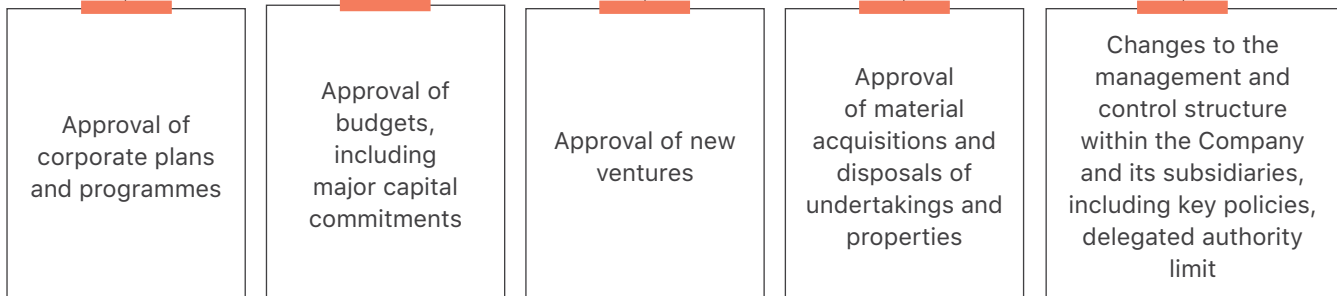 Approval of
corporate plans
and programmes
Approval of
budgets,
including
major capital
commitments
Approval of new
ventures
Approval
of material
acquisitions and
disposals of
undertakings and
properties
Changes to the
management and
control structure
within the Company
and its subsidiaries,
including key policies,
delegated authority
limit